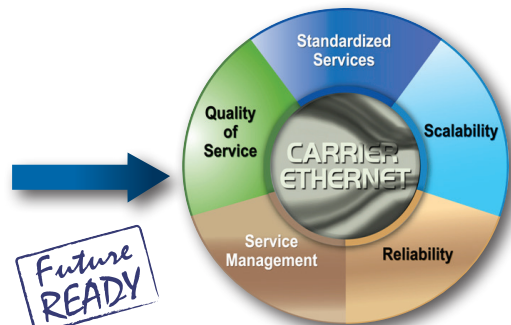 Standardized
Services
Quality
of
Service
Scalability
CARRIER
ETHERNET
Service
Management
Reliability
Future
READY